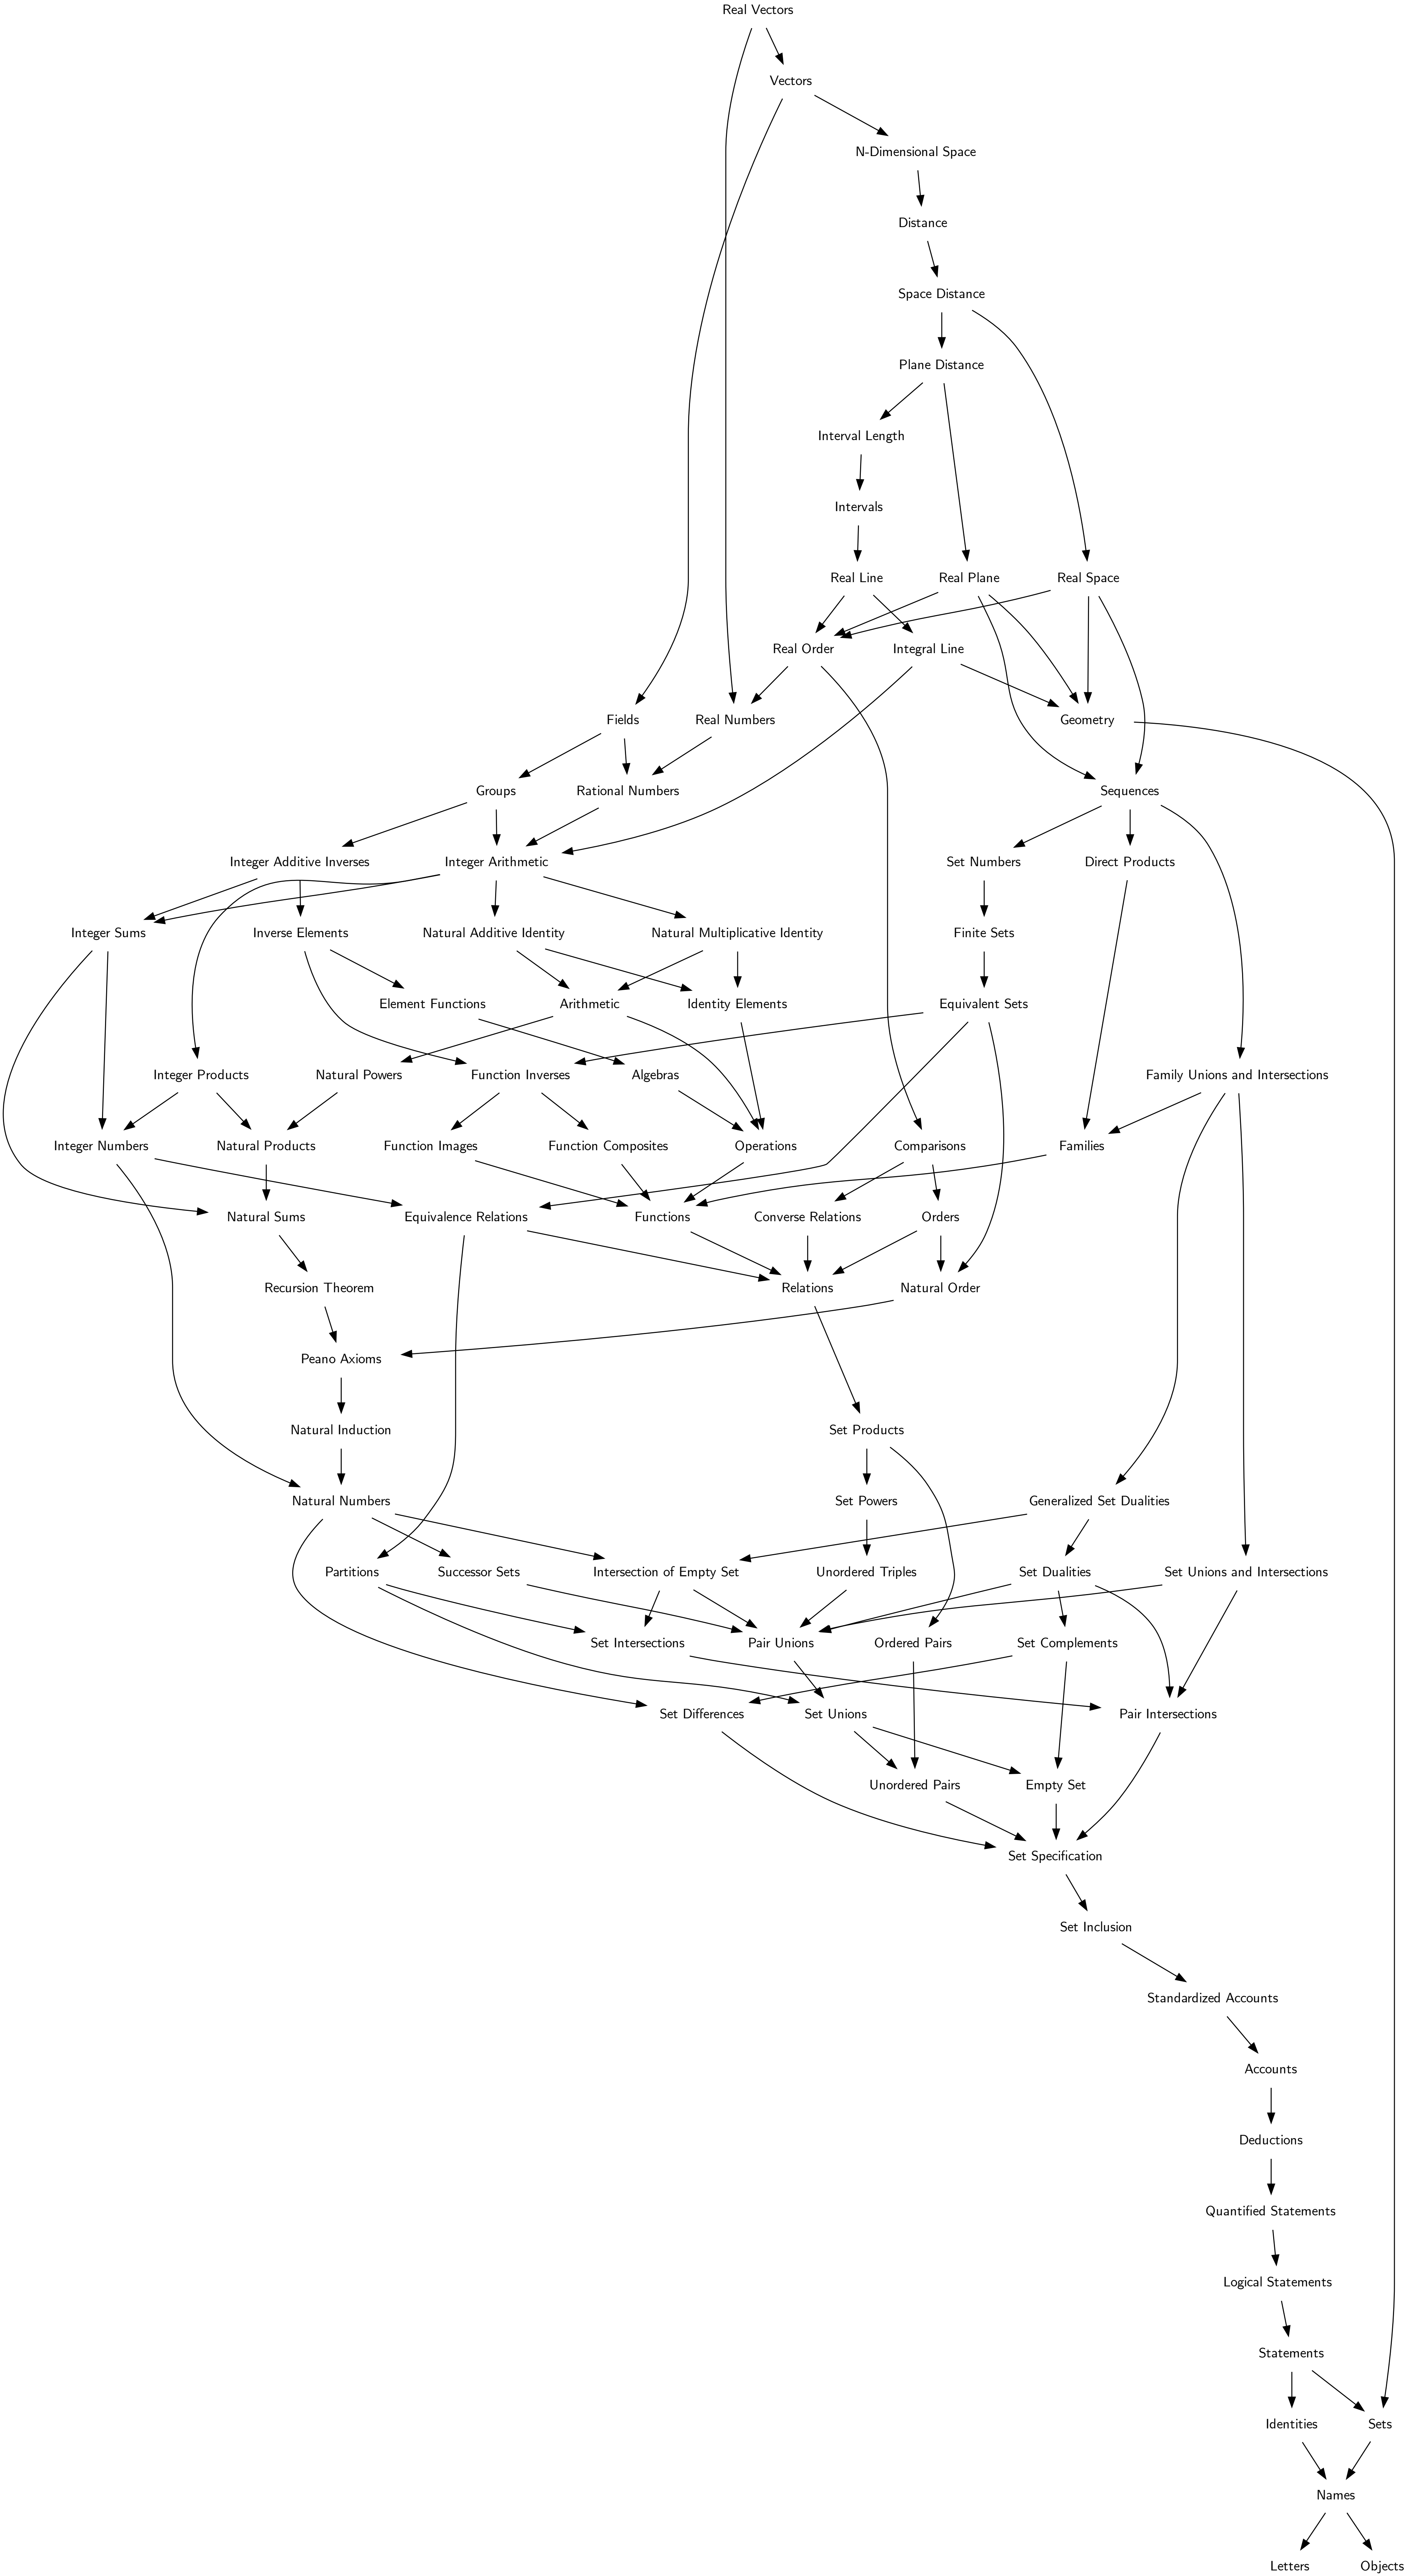 Real Vectors
Vectors
N-Dimensional Space
Distance
Space Distance
Plane Distance
Interval Length
Intervals
Real Line
Real Plane
Real Space
Real Order
Integral Line
Fields
Real Numbers
Geometry
Groups
Rational Numbers
Sequences
Integer Additive Inverses
Integer Arithmetic
Set Numbers
Direct Products
Integer Sums
Inverse Elements
Natural Additive Identity
Natural Multiplicative Identity
Finite Sets
Element Functions
Arithmetic
Identity Elements
Equivalent Sets
Integer Products
Natural Powers
Function Inverses
Algebras
Family Unions and Intersections
Integer Numbers
Natural Products
Function Images
Function Composites
Operations
Comparisons
Families
Natural Sums
Equivalence Relations
Functions
Converse Relations
Orders
Recursion Theorem
Relations
Natural Order
Peano Axioms
Natural Induction
Set Products
Natural Numbers
Set Powers
Generalized Set Dualities
Partitions
Successor Sets
Intersection of Empty Set
Unordered Triples
Set Dualities
Set Unions and Intersections
Set Intersections
Pair Unions
Ordered Pairs
Set Complements
Set Differences
Set Unions
Pair Intersections
Unordered Pairs
Empty Set
Set Specification
Set Inclusion
Standardized Accounts
Accounts
Deductions
Quantified Statements
Logical Statements
Statements
Identities
Sets
Names
Letters
Objects